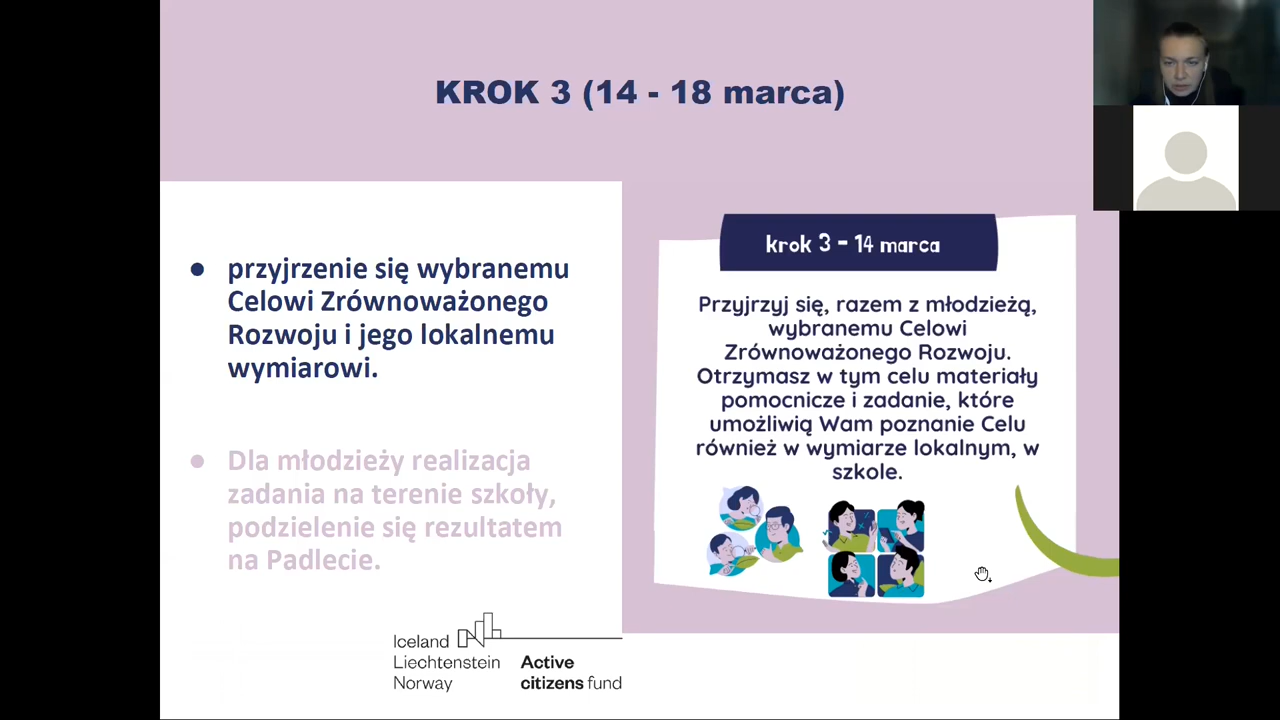 KROK 3 (14 - 18 marca)
● przyjrzenie się wybranemu
Celowi Zrównoważonego
Rozwoju i jego lokalnemu
wymiarowi.
● Dla młodzieży realizacja
zadania na terenie szkoły,
podzielenie się rezultatem
na Padlecie.
krok 3 – 14 marca
Przyjrzyj się, razem z młodzieżą,
wybranemu Celowi
Zrównoważonego Rozwoju.
Otrzymasz w tym celu materiały
pomocnicze i zadanie, które
umożliwią Wam poznanie Celu
również w wymiarze lokalnym, w
szkole.
Iceland
Liechtenstein
Norway
Active
citizens fund